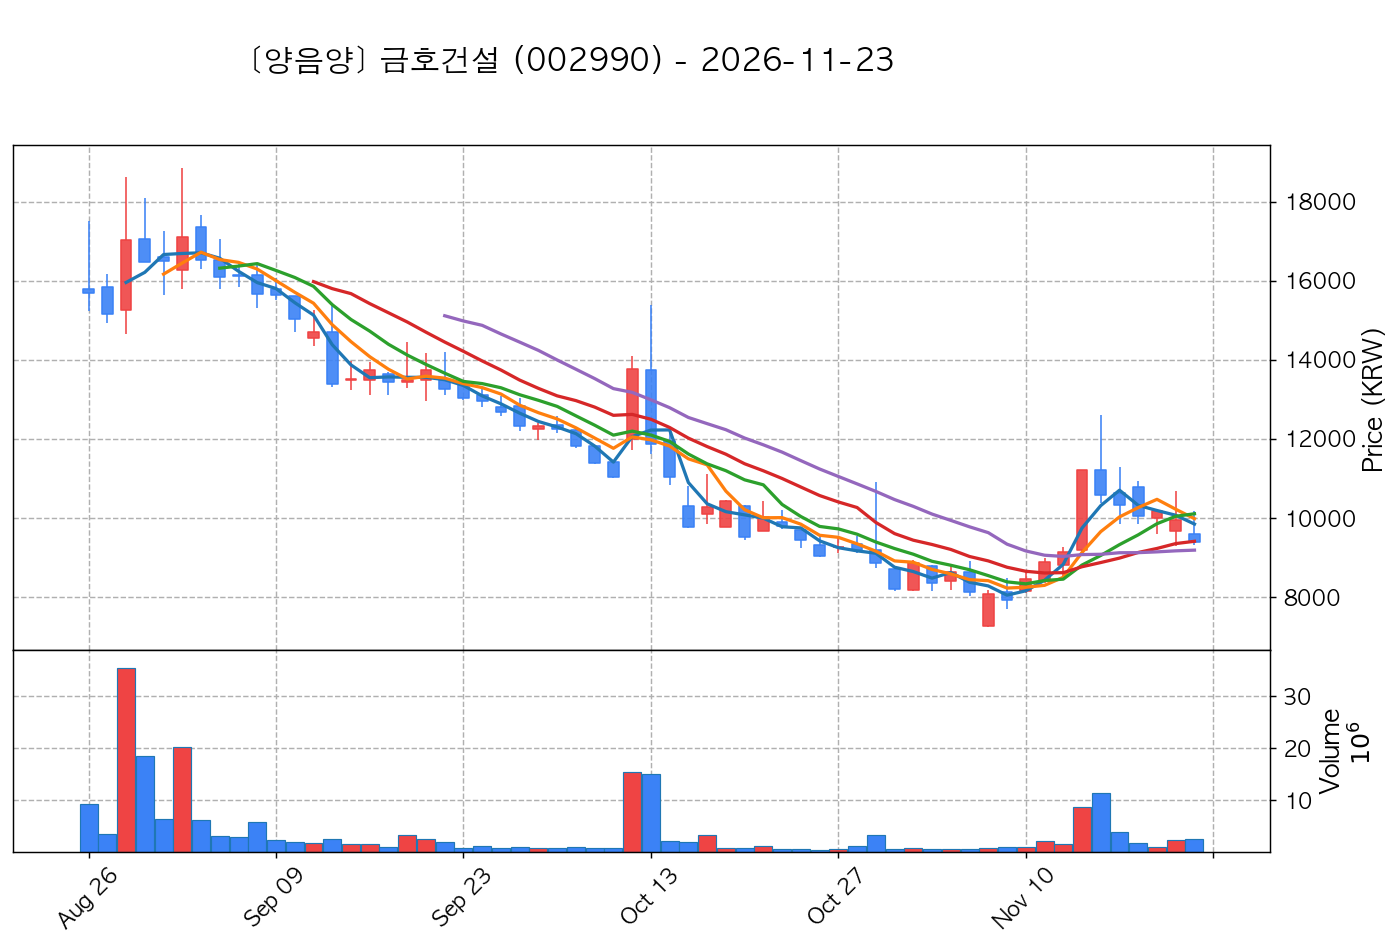 〔양음양〕 금호건설 (002990) - 2026-11-23
18000
16000
14000
12000
10000
8000
Price (KRW)
30
20
10
Volume
10⁶
Aug 26
Sep 09
Sep 23
Oct 13
Oct 27
Nov 10